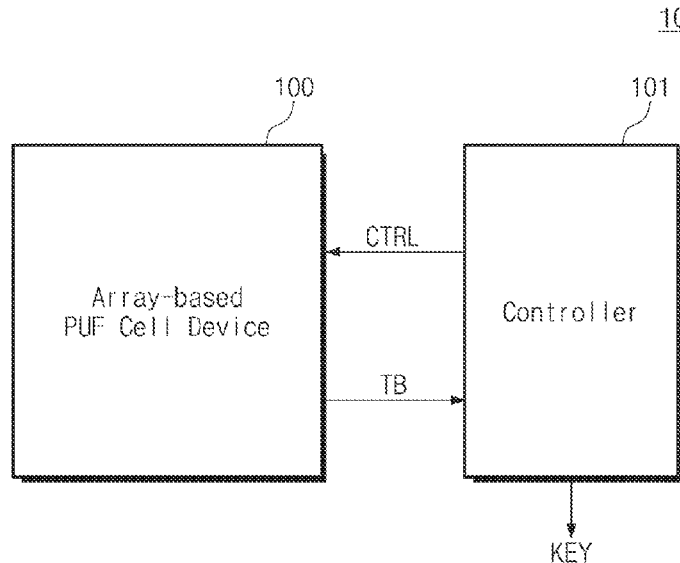 10
100
101
CTRL
Array-based
PUF Cell Device
Controller
TB
KEY